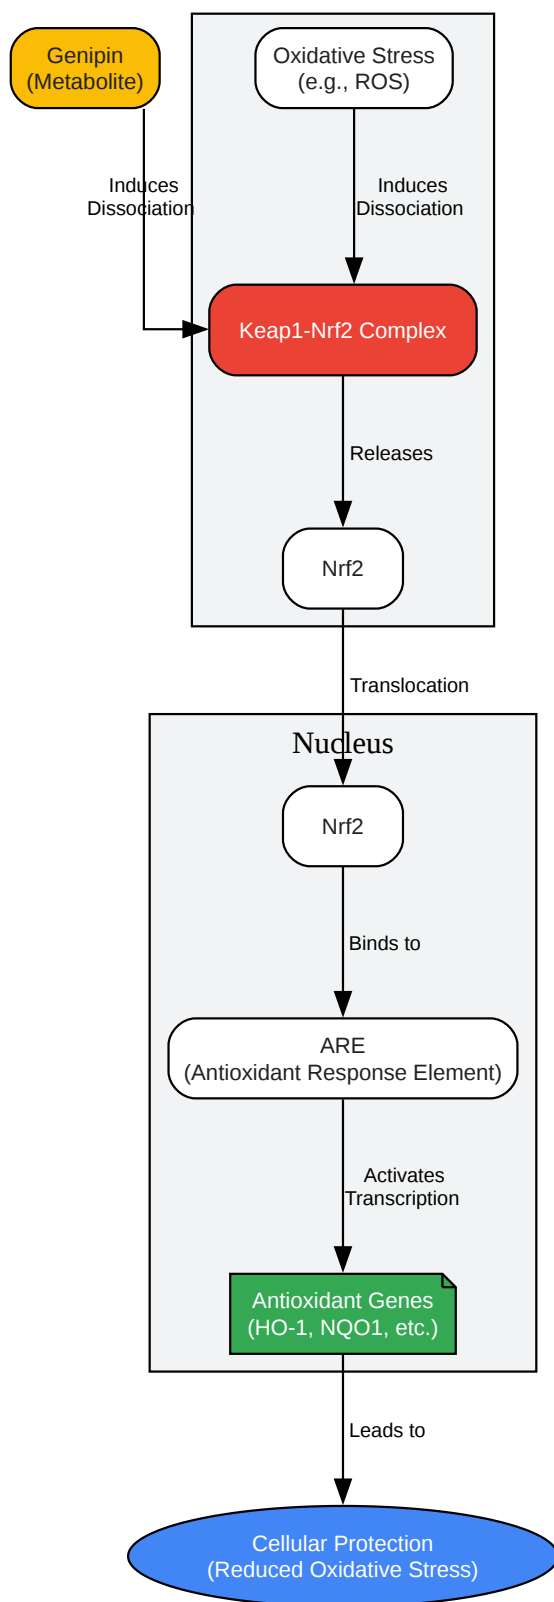 Genipin
(Metabolite)
Oxidative Stress
(e.g., ROS)
Induces
Dissociation
Induces
Dissociation
Keap1-Nrf2 Complex
Releases
Nrf2
Translocation
Nucleus
Nrf2
Binds to
ARE
(Antioxidant Response Element)
Activates
Transcription
Antioxidant Genes
(HO-1, NQO1, etc.)
Leads to
Cellular Protection
(Reduced Oxidative Stress)